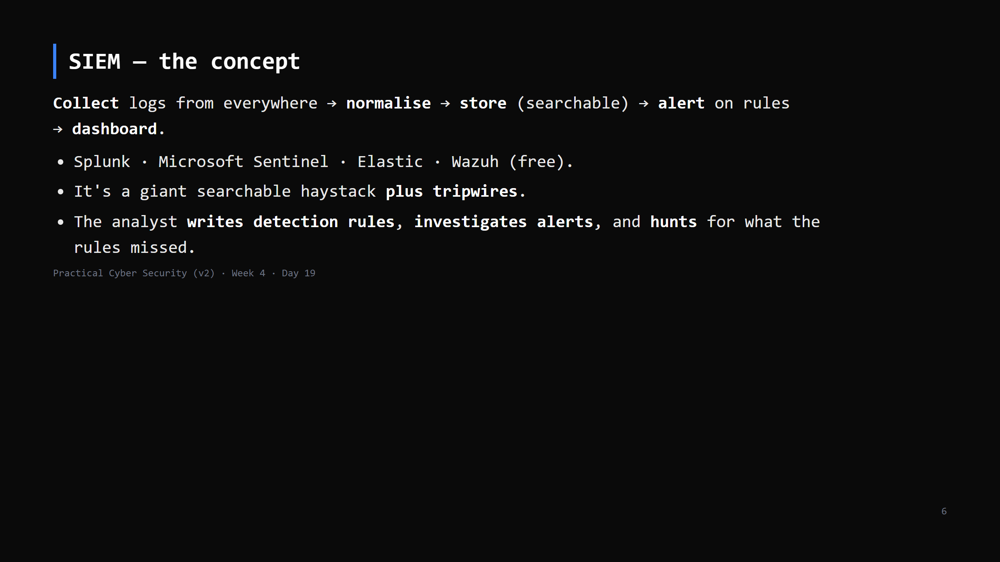 SIEM — the concept
Collect logs from everywhere → normalise → store (searchable) → alert on rules
→ dashboard.
• Splunk · Microsoft Sentinel · Elastic · Wazuh (free).
• It's a giant searchable haystack plus tripwires.
• The analyst writes detection rules, investigates alerts, and hunts for what the
rules missed.
Practical Cyber Security (v2) · Week 4 · Day 19
6